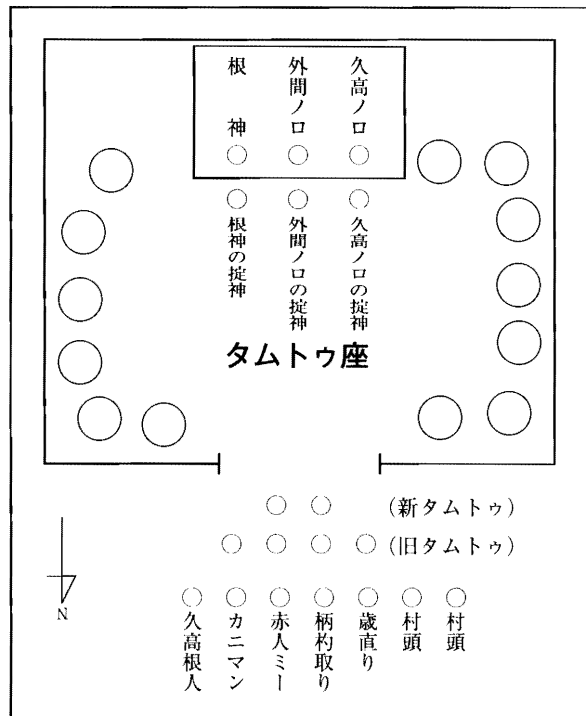 久高ノロ
外間ノロ
根神
久高ノロの掟神
外間ノロの掟神
根神の掟神
タムトゥ座
(新タムトゥ)
(旧タムトゥ)
N
村頭
村頭
歳直り
柄杓取り
赤人ミー
カニマン
久高根人